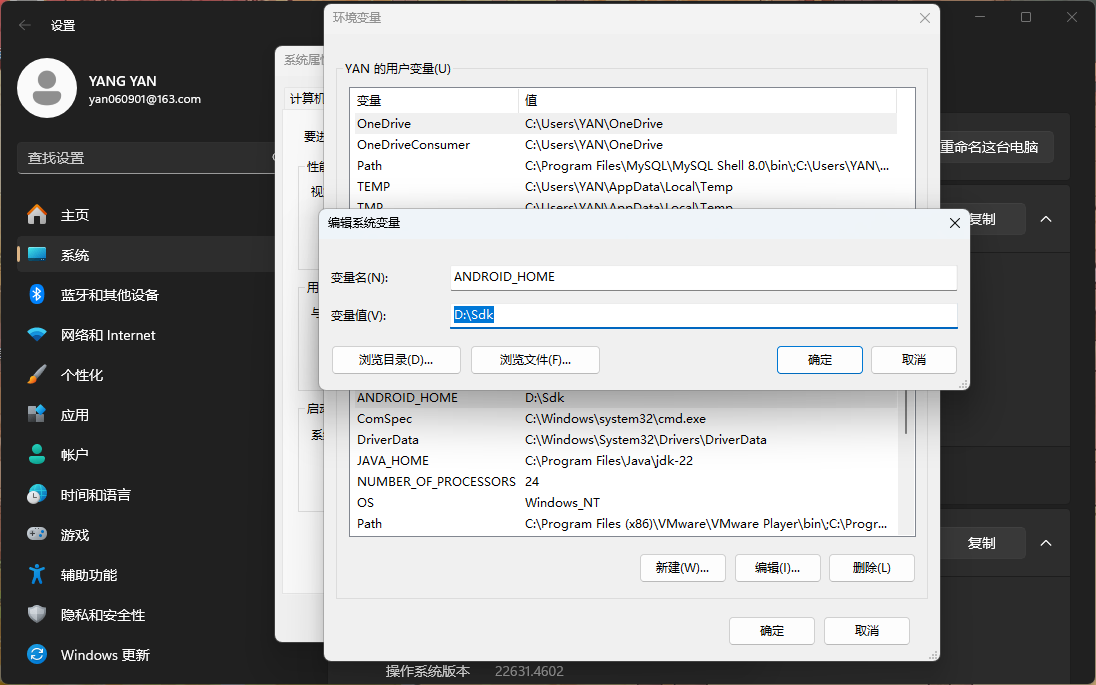 设置
YANG YAN
yan060901@163.com
查找设置
主页
系统
蓝牙和其他设备
网络和 Internet
个性化
应用
帐户
时间和语言
游戏
辅助功能
隐私和安全性
Windows 更新
系统属
计算机
要进
性能
视
用
与
启动
系
环境变量
YAN 的用户变量(U)
变量 值
OneDrive C:\Users\YAN\OneDrive
OneDriveConsumer C:\Users\YAN\OneDrive
Path C:\Program Files\MySQL\MySQL Shell 8.0\bin\;C:\Users\YAN\...
TEMP C:\Users\YAN\AppData\Local\Temp
TMP C:\Users\YAN\AppData\Local\Temp
编辑系统变量
变量名(N): ANDROID_HOME
变量值(V): D:\Sdk
浏览目录(D)... 浏览文件(F)... 确定 取消
ANDROID_HOME D:\Sdk
ComSpec C:\Windows\system32\cmd.exe
DriverData C:\Windows\System32\Drivers\DriverData
JAVA_HOME C:\Program Files\Java\jdk-22
NUMBER_OF_PROCESSORS 24
OS Windows_NT
Path C:\Program Files (x86)\VMware\VMware Player\bin\;C:\Progr...
新建(W)... 编辑(I)... 删除(L)
确定 取消
重命名这台电脑
复制
复制
操作系统版本 22631.4602